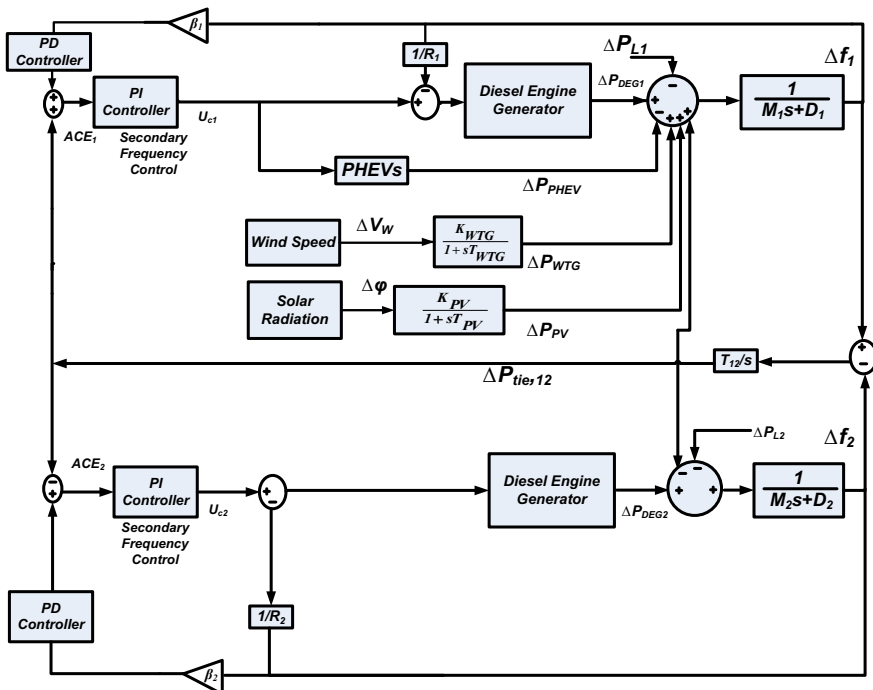 β1
PD
Controller
1/R1
ΔPL1
Δf1
PI
Controller
Uc1
ACE1
Secondary
Frequency
Control
Diesel Engine
Generator
ΔPDEG1
1
M1s+D1
PHEVs
ΔPPHEV
Wind Speed
ΔVW
KWTG
1+sTWTG
ΔPWTG
Solar
Radiation
Δφ
KPV
1+sTPV
ΔPPV
T12/s
ΔPtie,12
ACE2
PI
Controller
Uc2
Secondary
Frequency
Control
Diesel Engine
Generator
ΔPDEG2
ΔPL2
Δf2
1
M2s+D2
PD
Controller
1/R2
β2